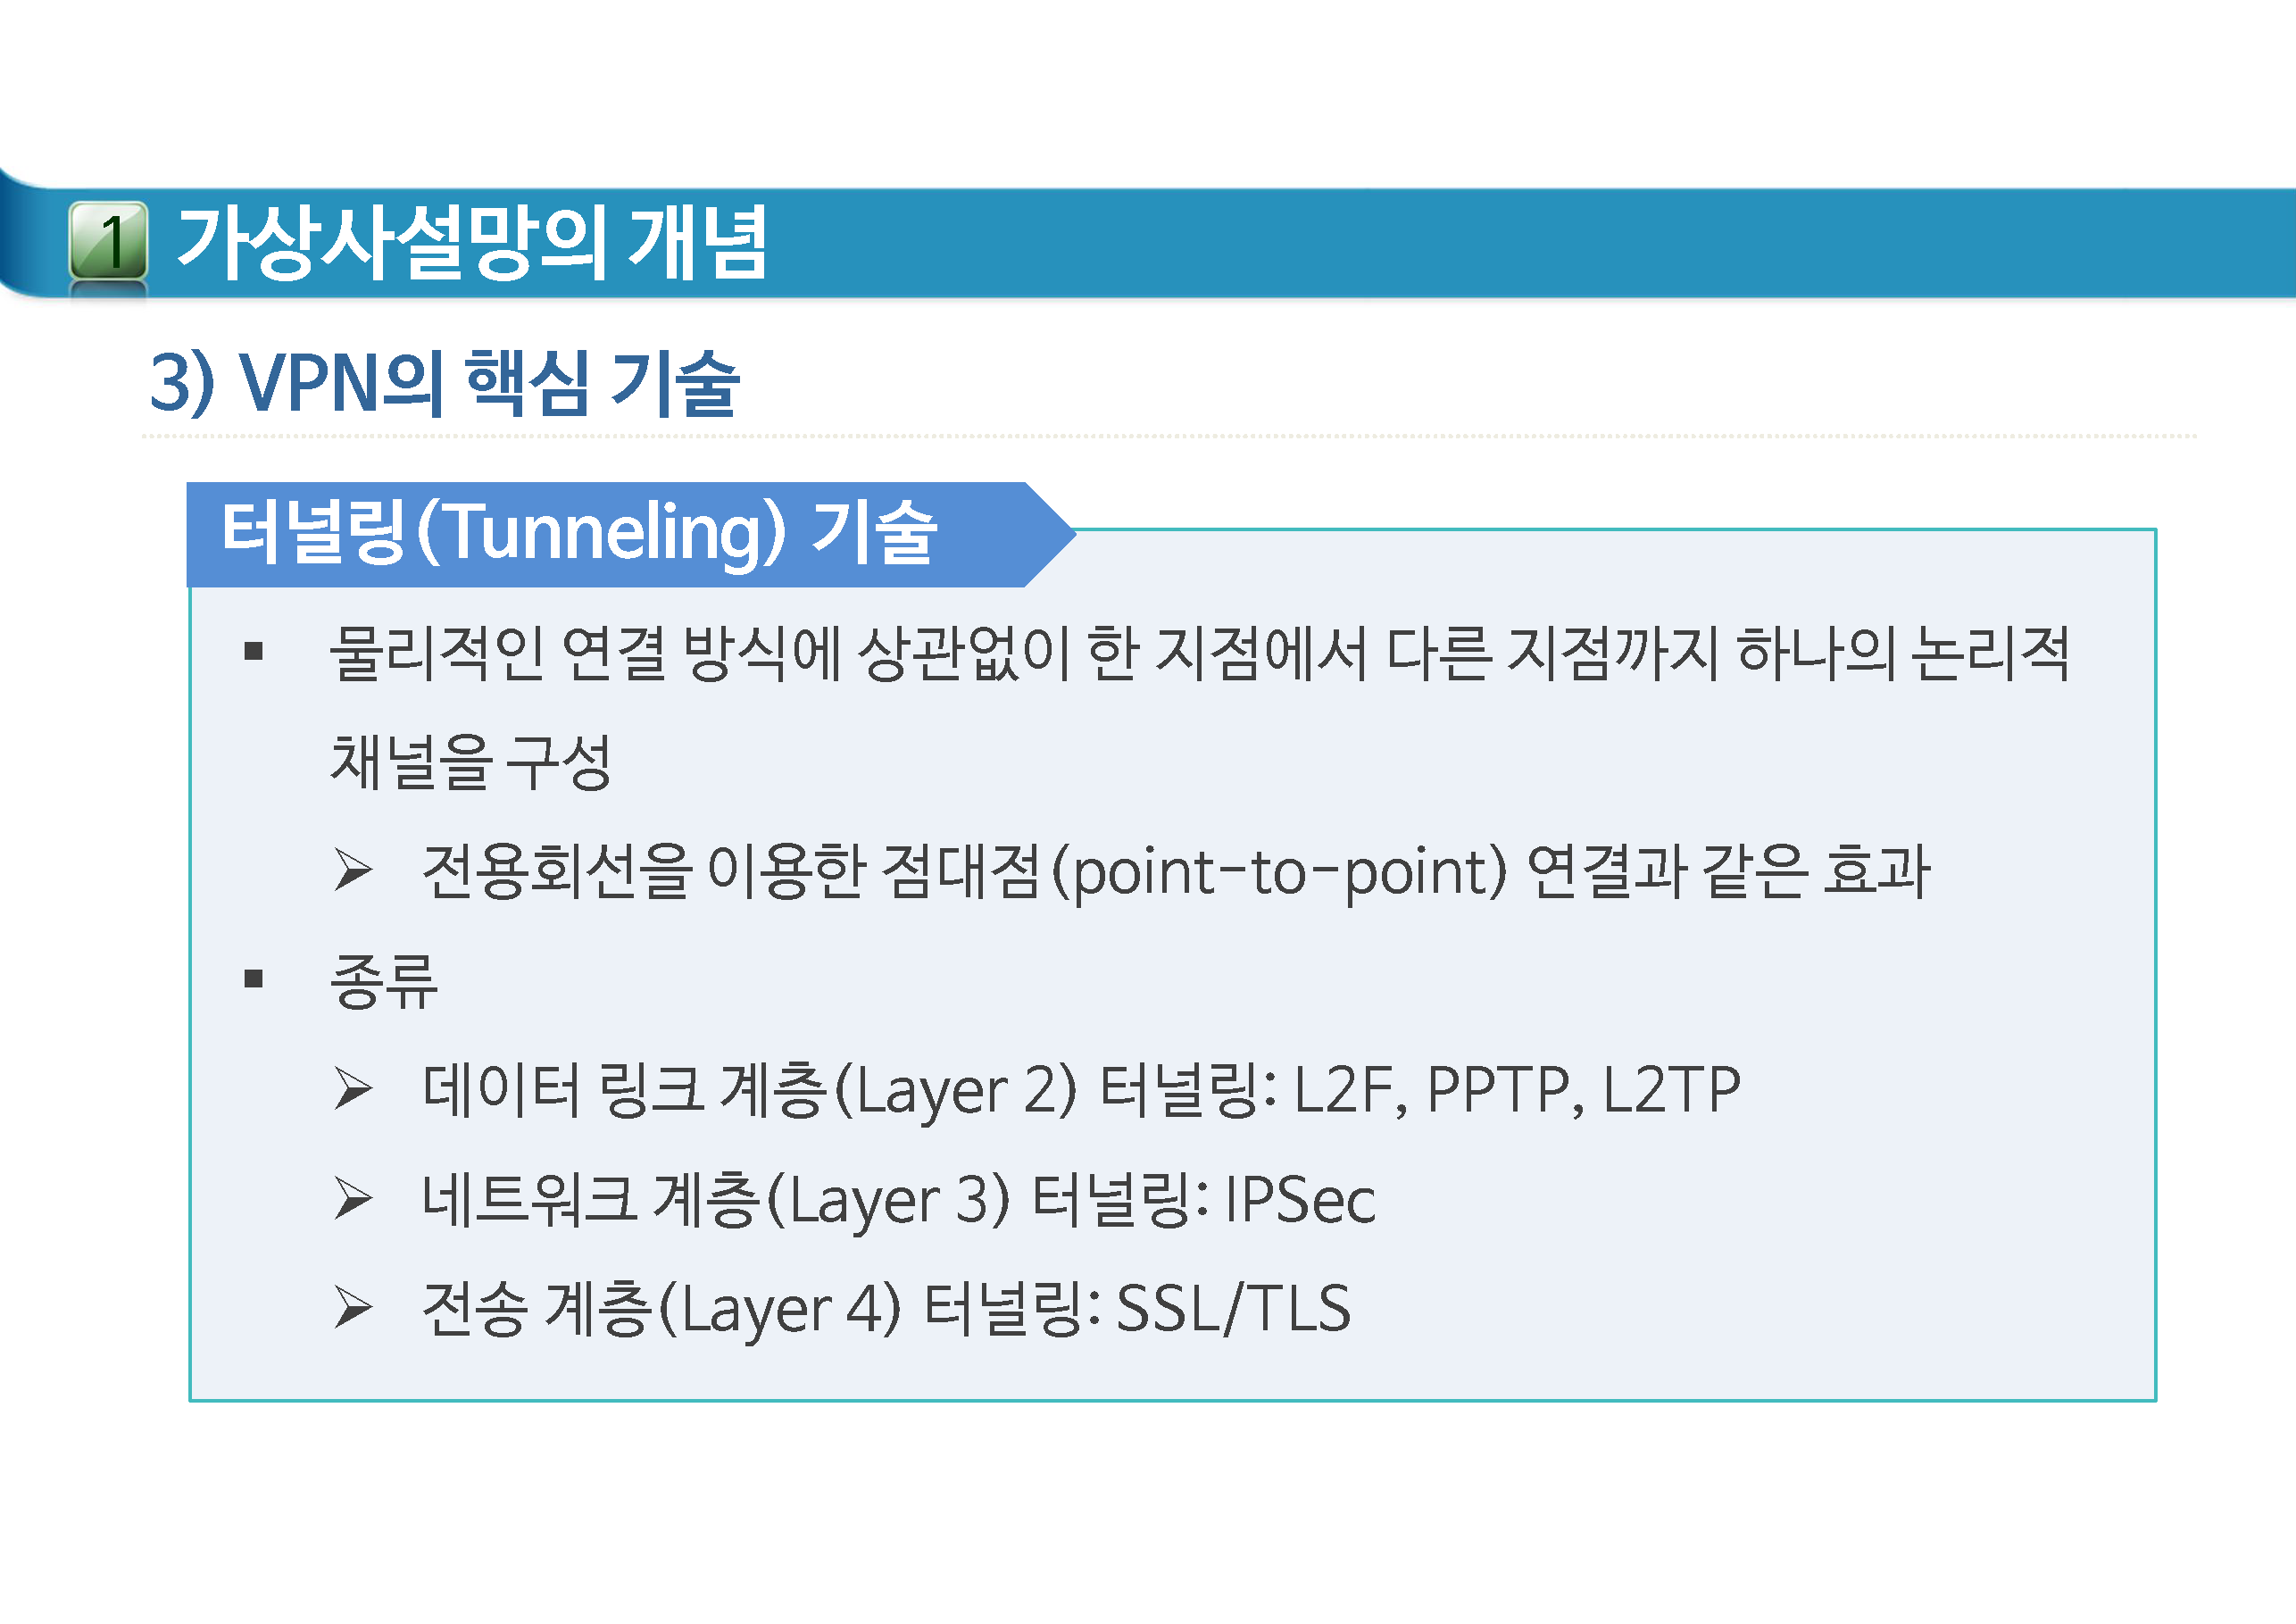 1 가상사설망의 개념
3) VPN의 핵심 기술
터널링(Tunneling) 기술
▪ 물리적인 연결 방식에 상관없이 한 지점에서 다른 지점까지 하나의 논리적
채널을 구성
➢ 전용회선을 이용한 점대점(point-to-point) 연결과 같은 효과
▪ 종류
➢ 데이터 링크 계층(Layer 2) 터널링: L2F, PPTP, L2TP
➢ 네트워크 계층(Layer 3) 터널링: IPSec
➢ 전송 계층(Layer 4) 터널링: SSL/TLS